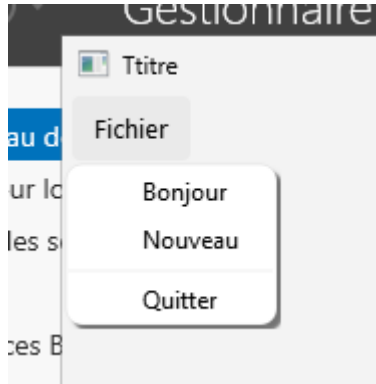 Gestionnaire
Ttitre
Fichier
au d
ur lo
les s
ces B
Bonjour
Nouveau
Quitter